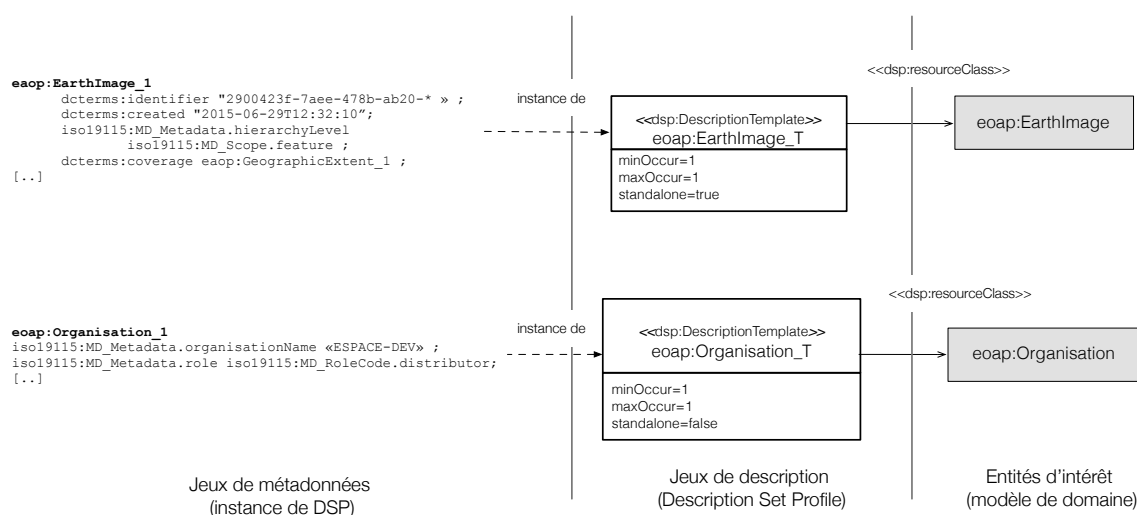 eaop:EarthImage_1
dcterms:identifier "2900423f-7aee-478b-ab20-* » ;
dcterms:created "2015-06-29T12:32:10”;
iso19115:MD_Metadata.hierarchyLevel
iso19115:MD_Scope.feature ;
dcterms:coverage eaop:GeographicExtent_1 ;
[..]
instance de
<<dsp:DescriptionTemplate>>
eoap:EarthImage_T
minOccur=1
maxOccur=1
standalone=true
<<dsp:resourceClass>>
eoap:EarthImage
eoap:Organisation_1
iso19115:MD_Metadata.organisationName «ESPACE-DEV» ;
iso19115:MD_Metadata.role iso19115:MD_RoleCode.distributor;
[..]
instance de
<<dsp:DescriptionTemplate>>
eoap:Organisation_T
minOccur=1
maxOccur=1
standalone=false
<<dsp:resourceClass>>
eoap:Organisation
Jeux de métadonnées
(instance de DSP)
Jeux de description
(Description Set Profile)
Entités d’intérêt
(modèle de domaine)